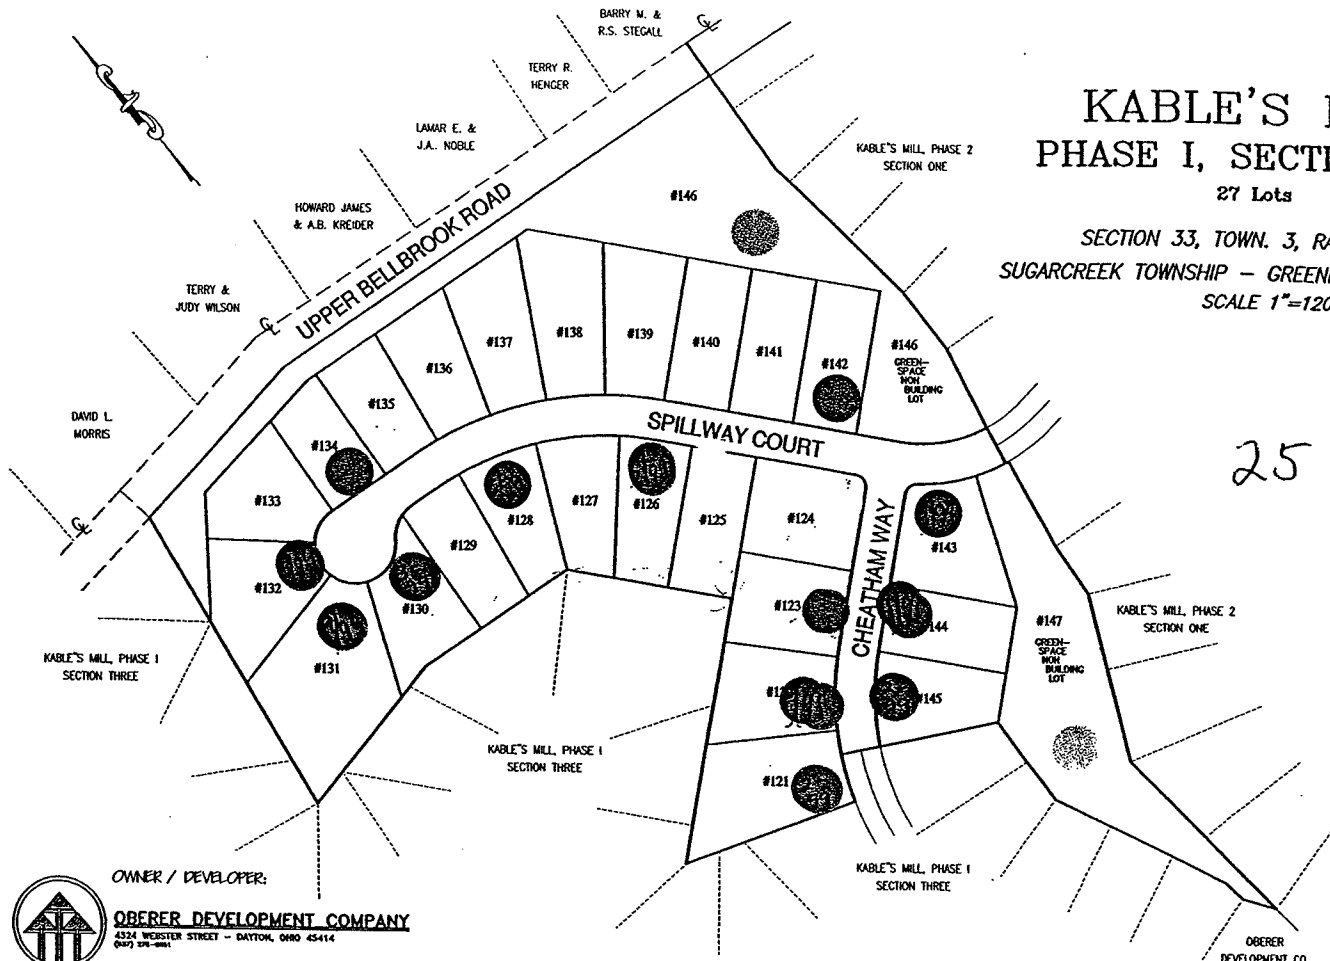 BARRY M. &
R.S. STEGALL
TERRY R.
HENGER
LAMAR E. &
J.A. NOBLE
HOWARD JAMES
& A.B. KREIDER
TERRY &
JUDY WILSON
DAVID L.
MORRIS
UPPER BELLBROOK ROAD
KABLE'S
PHASE I, SECTI
27 Lots
SECTION 33, TOWN. 3, RA
SUGARCREEK TOWNSHIP - GREEN
SCALE 1"=120
25
KABLE'S MILL, PHASE 2
SECTION ONE
#146
#137
#138
#139
#140
#141
#142
#146
GREEN-
SPACE
NON
BUILDING
LOT
#136
#135
#134
#133
SPILLWAY COURT
#132
#131
#130
#129
#128
#127
#126
#125
#124
#123
#12
#121
CHEATHAM WAY
#143
#144
#145
#147
GREEN-
SPACE
NON
BUILDING
LOT
KABLE'S MILL, PHASE 2
SECTION ONE
KABLE'S MILL, PHASE 1
SECTION THREE
KABLE'S MILL, PHASE 1
SECTION THREE
KABLE'S MILL, PHASE 1
SECTION THREE
OWNER / DEVELOPER:
OBERER DEVELOPMENT COMPANY
4324 WEBSTER STREET - DAYTON, OHIO 45414
OBERER
DEVELOPMENT CO.